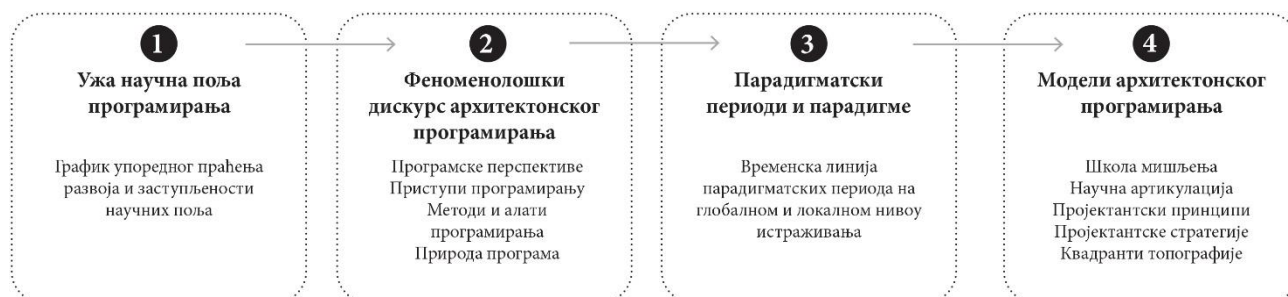 1
Ужа научна поља
програмирања
График упоредног праћења
развоја и заступљености
научних поља
2
Феноменолошки
дискурс архитектонског
програмирања
Програмске перспективе
Приступи програмирању
Методи и алати
програмирања
Природа програма
3
Парадигматски
периоди и парадигме
Временска линија
парадигматских периода на
глобалном и локалном нивоу
истраживања
4
Модели архитектонског
програмирања
Школа мишљења
Научна артикулација
Пројектантски принципи
Пројектантске стратегије
Квадранти топографије